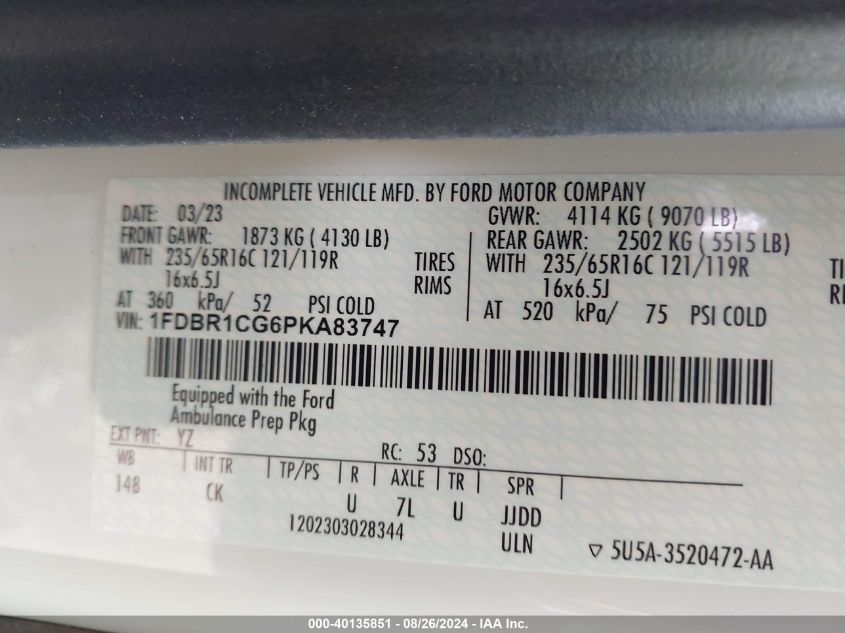 INCOMPLETE VEHICLE MFD. BY FORD MOTOR COMPANY
DATE: 03/23 GVWR: 4114 KG ( 9070 LB)
FRONT GAWR: 1873 KG ( 4130 LB) REAR GAWR: 2502 KG ( 5515 LB)
WITH 235/65R16C 121/119R TIRES WITH 235/65R16C 121/119R
16x6.5J RIMS 16x6.5J
AT 360 kPa/ 52 PSI COLD AT 520 kPa/ 75 PSI COLD
VIN: 1FDBR1CG6PKA83747
Equipped with the Ford
Ambulance Prep Pkg
EXT PNT: YZ RC: 53 DSO:
WB INT TR TP/PS R AXLE TR SPR
148 CK U 7L U JJDD
1202303028344 ULN
5U5A-3520472-AA
000-40135851 - 08/26/2024 - IAA Inc.